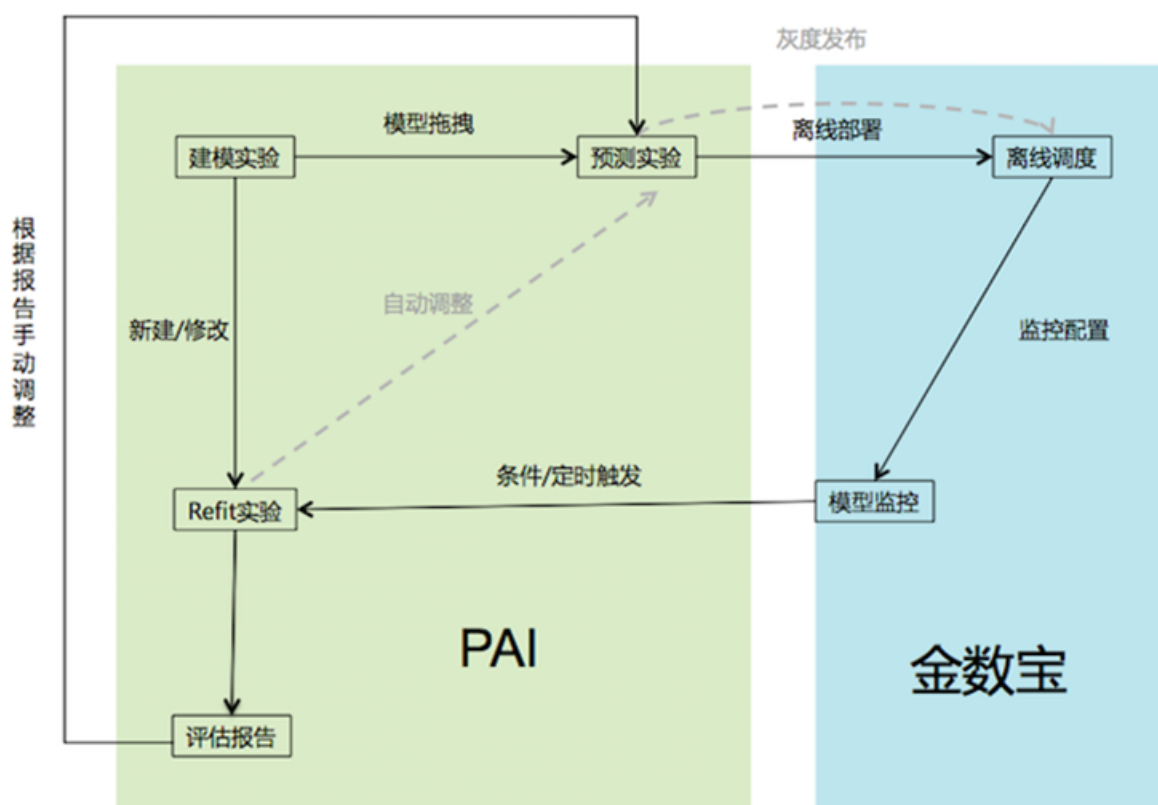 灰度发布
模型拖拽
离线部署
建模实验
预测实验
离线调度
根据报告手动调整
自动调整
新建/修改
监控配置
条件/定时触发
Refit实验
模型监控
PAI
金数宝
评估报告